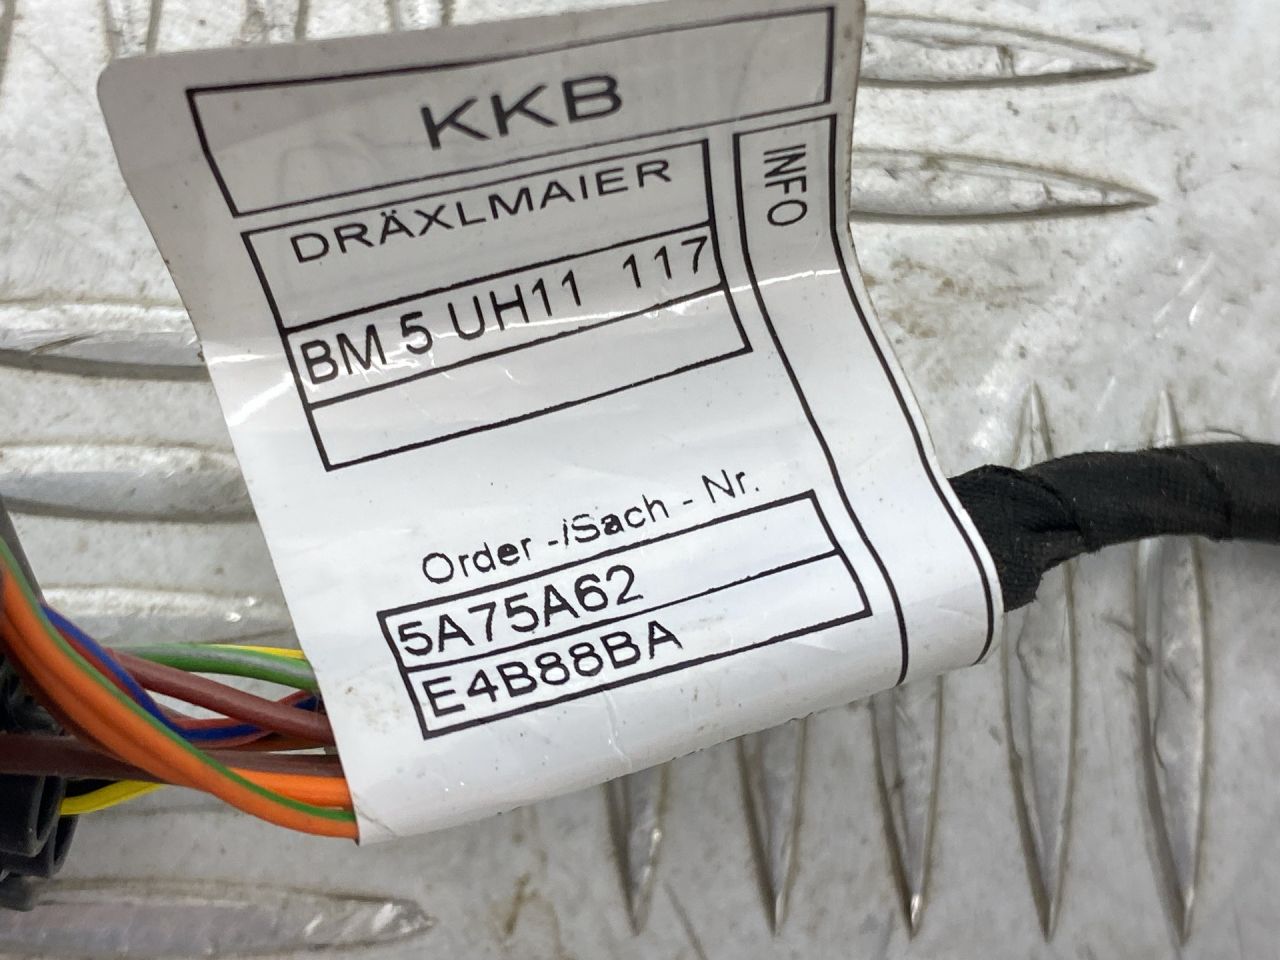 KKB
DRÄXLMAIER
INFO
BM 5 UH11 117
Order -/Sach - Nr.
5A75A62
E4B88BA